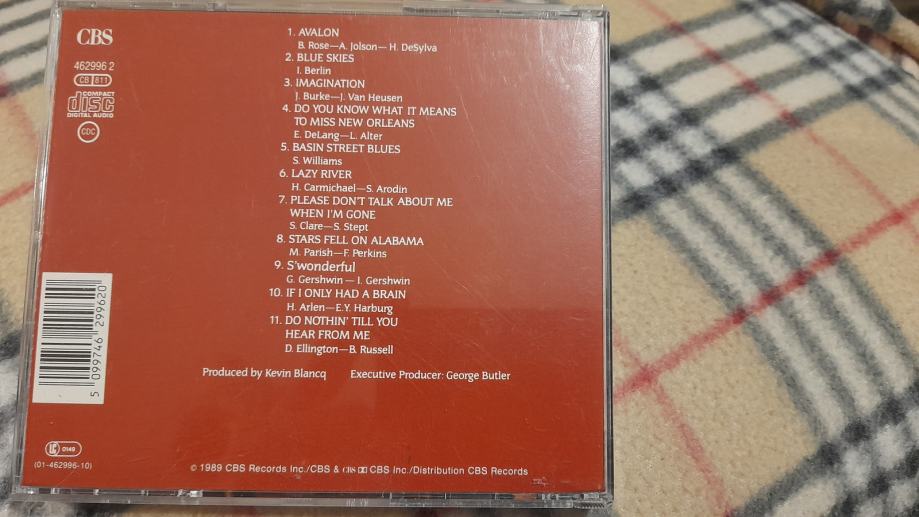 CBS
462996 2
CB 811
COMPACT
disc
DIGITAL AUDIO
CDC
1. AVALON
B. Rose—A. Jolson— H. DeSylva
2. BLUE SKIES
I. Berlin
3. IMAGINATION
J. Burke—J. Van Heusen
4. DO YOU KNOW WHAT IT MEANS
TO MISS NEW ORLEANS
E. DeLang—L. Alter
5. BASIN STREET BLUES
S. Williams
6. LAZY RIVER
H. Carmichael—S. Arodin
7. PLEASE DON'T TALK ABOUT ME
WHEN I'M GONE
S. Clare—S. Stept
8. STARS FELL ON ALABAMA
M. Parish—F. Perkins
9. S'wonderful
G. Gershwin — I. Gershwin
10. IF I ONLY HAD A BRAIN
H. Arlen—E.Y. Harburg
11. DO NOTHIN' TILL YOU
HEAR FROM ME
D. Ellington—B. Russell
Produced by Kevin Blancq Executive Producer: George Butler
5 099746 299620
LC 0149
(01-462996-10)
© 1989 CBS Records Inc./CBS & CBS CBS Inc./Distribution CBS Records